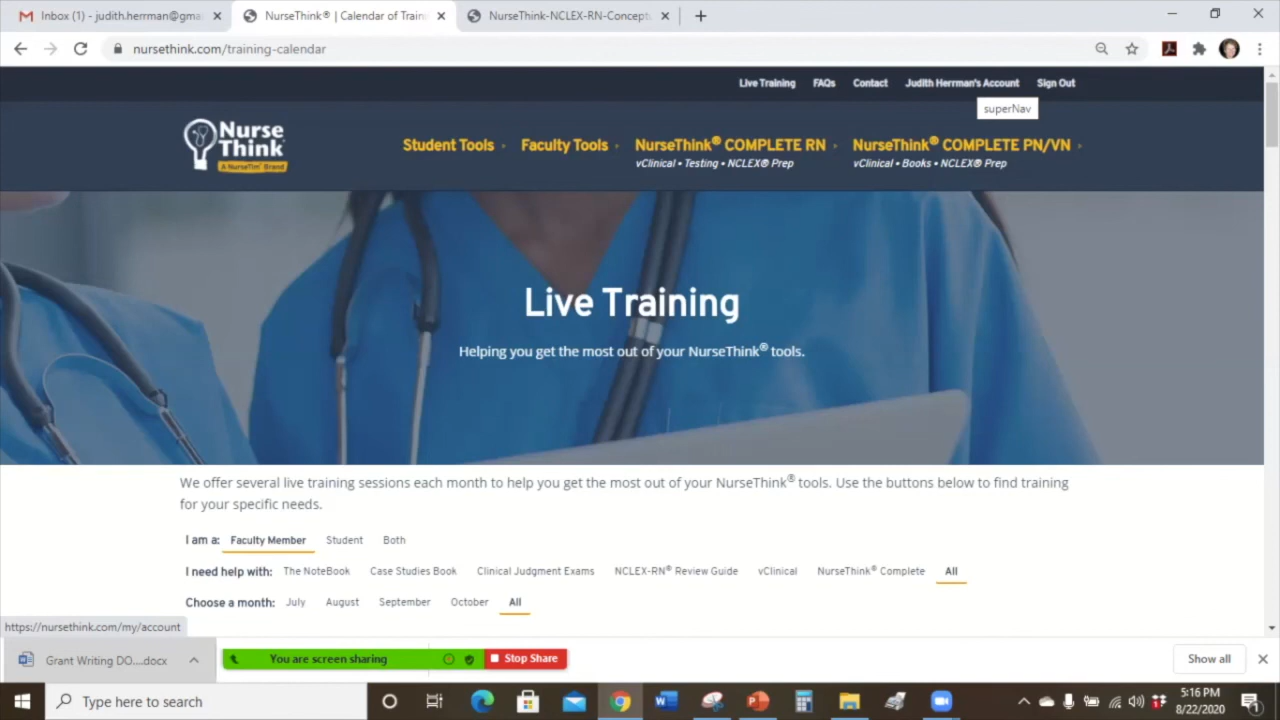 Inbox (1) - judith.herrman@gma
NurseThink® | Calendar of Train
NurseThink-NCLEX-RN-Concept
nursethink.com/training-calendar
Live Training FAQs Contact Judith Herrman's Account Sign Out
superNav
Nurse Think
A NurseTim® Brand
Student Tools Faculty Tools NurseThink® COMPLETE RN NurseThink® COMPLETE PN/VN
vClinical • Testing • NCLEX® Prep vClinical • Books • NCLEX® Prep
Live Training
Helping you get the most out of your NurseThink® tools.
We offer several live training sessions each month to help you get the most out of your NurseThink® tools. Use the buttons below to find training
for your specific needs.
I am a: Faculty Member Student Both
I need help with: The NoteBook Case Studies Book Clinical Judgment Exams NCLEX-RN® Review Guide vClinical NurseThink® Complete All
Choose a month: July August September October All
https://nursethink.com/my/account
Grant Writing DO....docx You are screen sharing Stop Share Show all
Type here to search
5:16 PM
8/22/2020